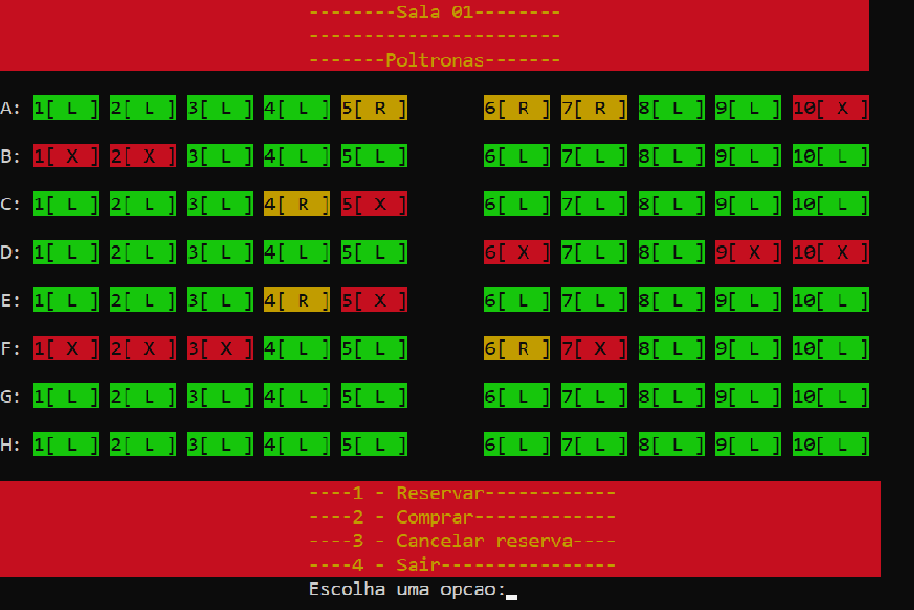 --------Sala 01--------
-----------------------
-------Poltronas-------
A: 1[ L ] 2[ L ] 3[ L ] 4[ L ] 5[ R ] 6[ R ] 7[ R ] 8[ L ] 9[ L ] 10[ X ]
B: 1[ X ] 2[ X ] 3[ L ] 4[ L ] 5[ L ] 6[ L ] 7[ L ] 8[ L ] 9[ L ] 10[ L ]
C: 1[ L ] 2[ L ] 3[ L ] 4[ R ] 5[ X ] 6[ L ] 7[ L ] 8[ L ] 9[ L ] 10[ L ]
D: 1[ L ] 2[ L ] 3[ L ] 4[ L ] 5[ L ] 6[ X ] 7[ L ] 8[ L ] 9[ X ] 10[ X ]
E: 1[ L ] 2[ L ] 3[ L ] 4[ R ] 5[ X ] 6[ L ] 7[ L ] 8[ L ] 9[ L ] 10[ L ]
F: 1[ X ] 2[ X ] 3[ X ] 4[ L ] 5[ L ] 6[ R ] 7[ X ] 8[ L ] 9[ L ] 10[ L ]
G: 1[ L ] 2[ L ] 3[ L ] 4[ L ] 5[ L ] 6[ L ] 7[ L ] 8[ L ] 9[ L ] 10[ L ]
H: 1[ L ] 2[ L ] 3[ L ] 4[ L ] 5[ L ] 6[ L ] 7[ L ] 8[ L ] 9[ L ] 10[ L ]
----1 - Reservar------------
----2 - Comprar-------------
----3 - Cancelar reserva----
----4 - Sair----------------
Escolha uma opcao: